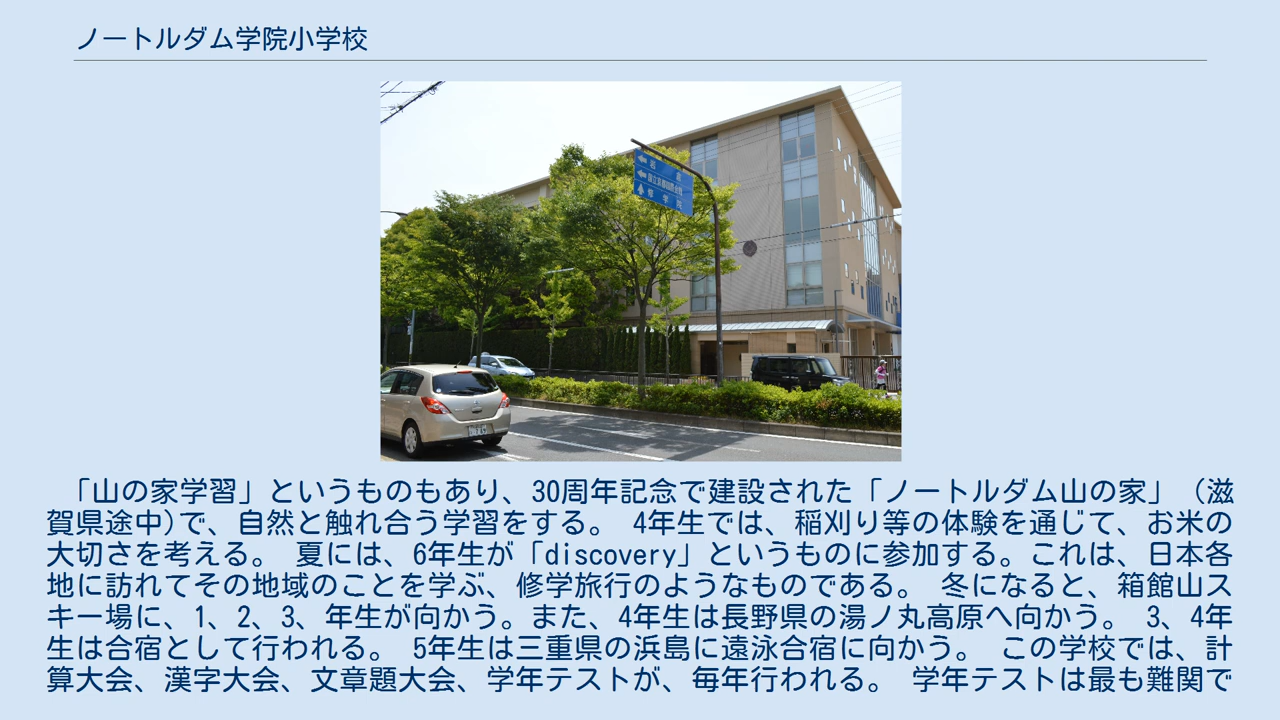 ノートルダム学院小学校
修学院
「山の家学習」というものもあり、30周年記念で建設された「ノートルダム山の家」（滋
賀県途中)で、自然と触れ合う学習をする。 4年生では、稲刈り等の体験を通じて、お米の
大切さを考える。 夏には、6年生が「discovery」というものに参加する。これは、日本各
地に訪れてその地域のことを学ぶ、修学旅行のようなものである。 冬になると、箱館山ス
キー場に、1、2、3、年生が向かう。また、4年生は長野県の湯ノ丸高原へ向かう。 3、4年
生は合宿として行われる。 5年生は三重県の浜島に遠泳合宿に向かう。 この学校では、計
算大会、漢字大会、文章題大会、学年テストが、毎年行われる。 学年テストは最も難関で